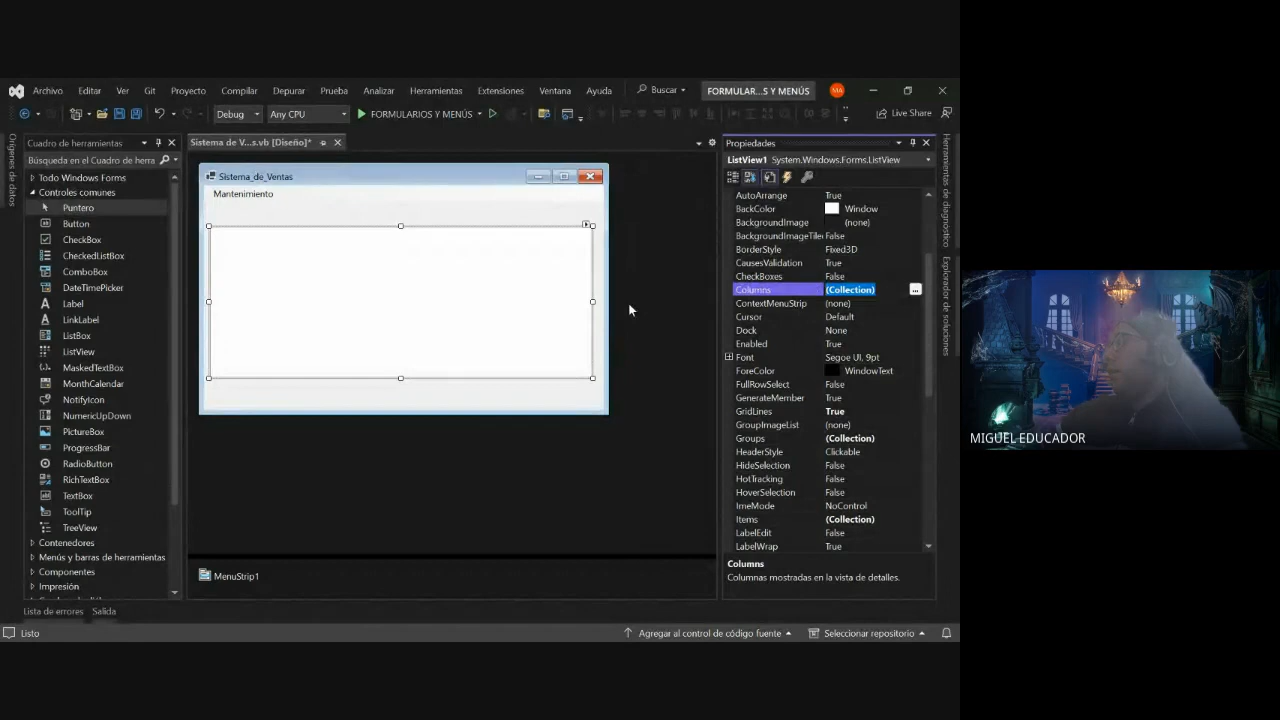 Archivo Editar Ver Git Proyecto Compilar Depurar Prueba Analizar Herramientas Extensiones Ventana Ayuda Buscar FORMULAR...S Y MENÚS MA
Debug Any CPU FORMULARIOS Y MENÚS Live Share
Orígenes de datos
Cuadro de herramientas
Búsqueda en el Cuadro de herra
Todo Windows Forms
Controles comunes
Puntero
Button
CheckBox
CheckedListBox
ComboBox
DateTimePicker
A Label
A LinkLabel
ListBox
ListView
MaskedTextBox
MonthCalendar
NotifyIcon
NumericUpDown
PictureBox
ProgressBar
RadioButton
RichTextBox
TextBox
ToolTip
TreeView
Contenedores
Menús y barras de herramientas
Componentes
Impresión
Sistema de V...s.vb [Diseño]*
Sistema_de_Ventas
Mantenimiento
MenuStrip1
Propiedades
ListView1 System.Windows.Forms.ListView
AutoArrange True
BackColor Window
BackgroundImage (none)
BackgroundImageTile False
BorderStyle Fixed3D
CausesValidation True
CheckBoxes False
Columns (Collection) ...
ContextMenuStrip (none)
Cursor Default
Dock None
Enabled True
Font Segoe UI, 9pt
ForeColor WindowText
FullRowSelect False
GenerateMember True
GridLines True
GroupImageList (none)
Groups (Collection)
HeaderStyle Clickable
HideSelection False
HotTracking False
HoverSelection False
ImeMode NoControl
Items (Collection)
LabelEdit False
LabelWrap True
Columns
Columnas mostradas en la vista de detalles.
Herramientas de diagnóstico
Explorador de soluciones
Lista de errores Salida
Listo Agregar al control de código fuente Seleccionar repositorio
MIGUEL EDUCADOR